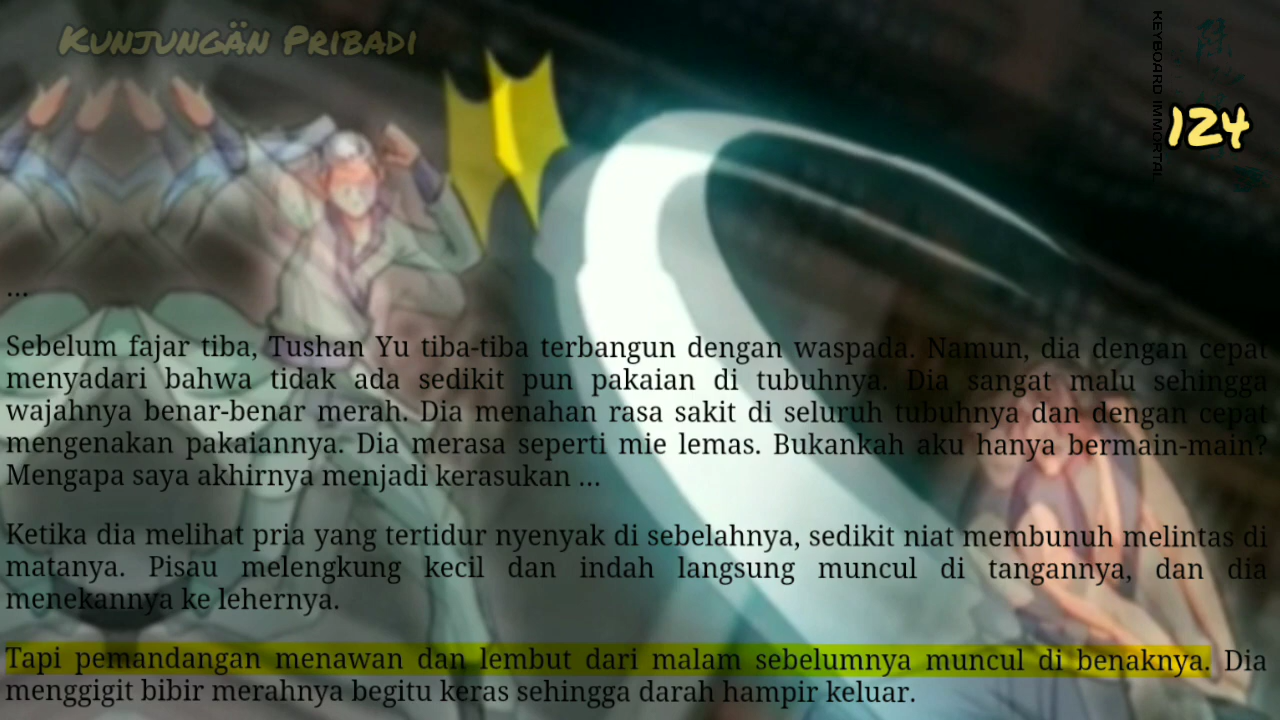 Kunjungän Pribadi
KEYBOARD IMMORTAL
124
...
Sebelum fajar tiba, Tushan Yu tiba-tiba terbangun dengan waspada. Namun, dia dengan cepat
menyadari bahwa tidak ada sedikit pun pakaian di tubuhnya. Dia sangat malu sehingga
wajahnya benar-benar merah. Dia menahan rasa sakit di seluruh tubuhnya dan dengan cepat
mengenakan pakaiannya. Dia merasa seperti mie lemas. Bukankah aku hanya bermain-main?
Mengapa saya akhirnya menjadi kerasukan ...
Ketika dia melihat pria yang tertidur nyenyak di sebelahnya, sedikit niat membunuh melintas di
matanya. Pisau melengkung kecil dan indah langsung muncul di tangannya, dan dia
menekannya ke lehernya.
Tapi pemandangan menawan dan lembut dari malam sebelumnya muncul di benaknya. Dia
menggigit bibir merahnya begitu keras sehingga darah hampir keluar.